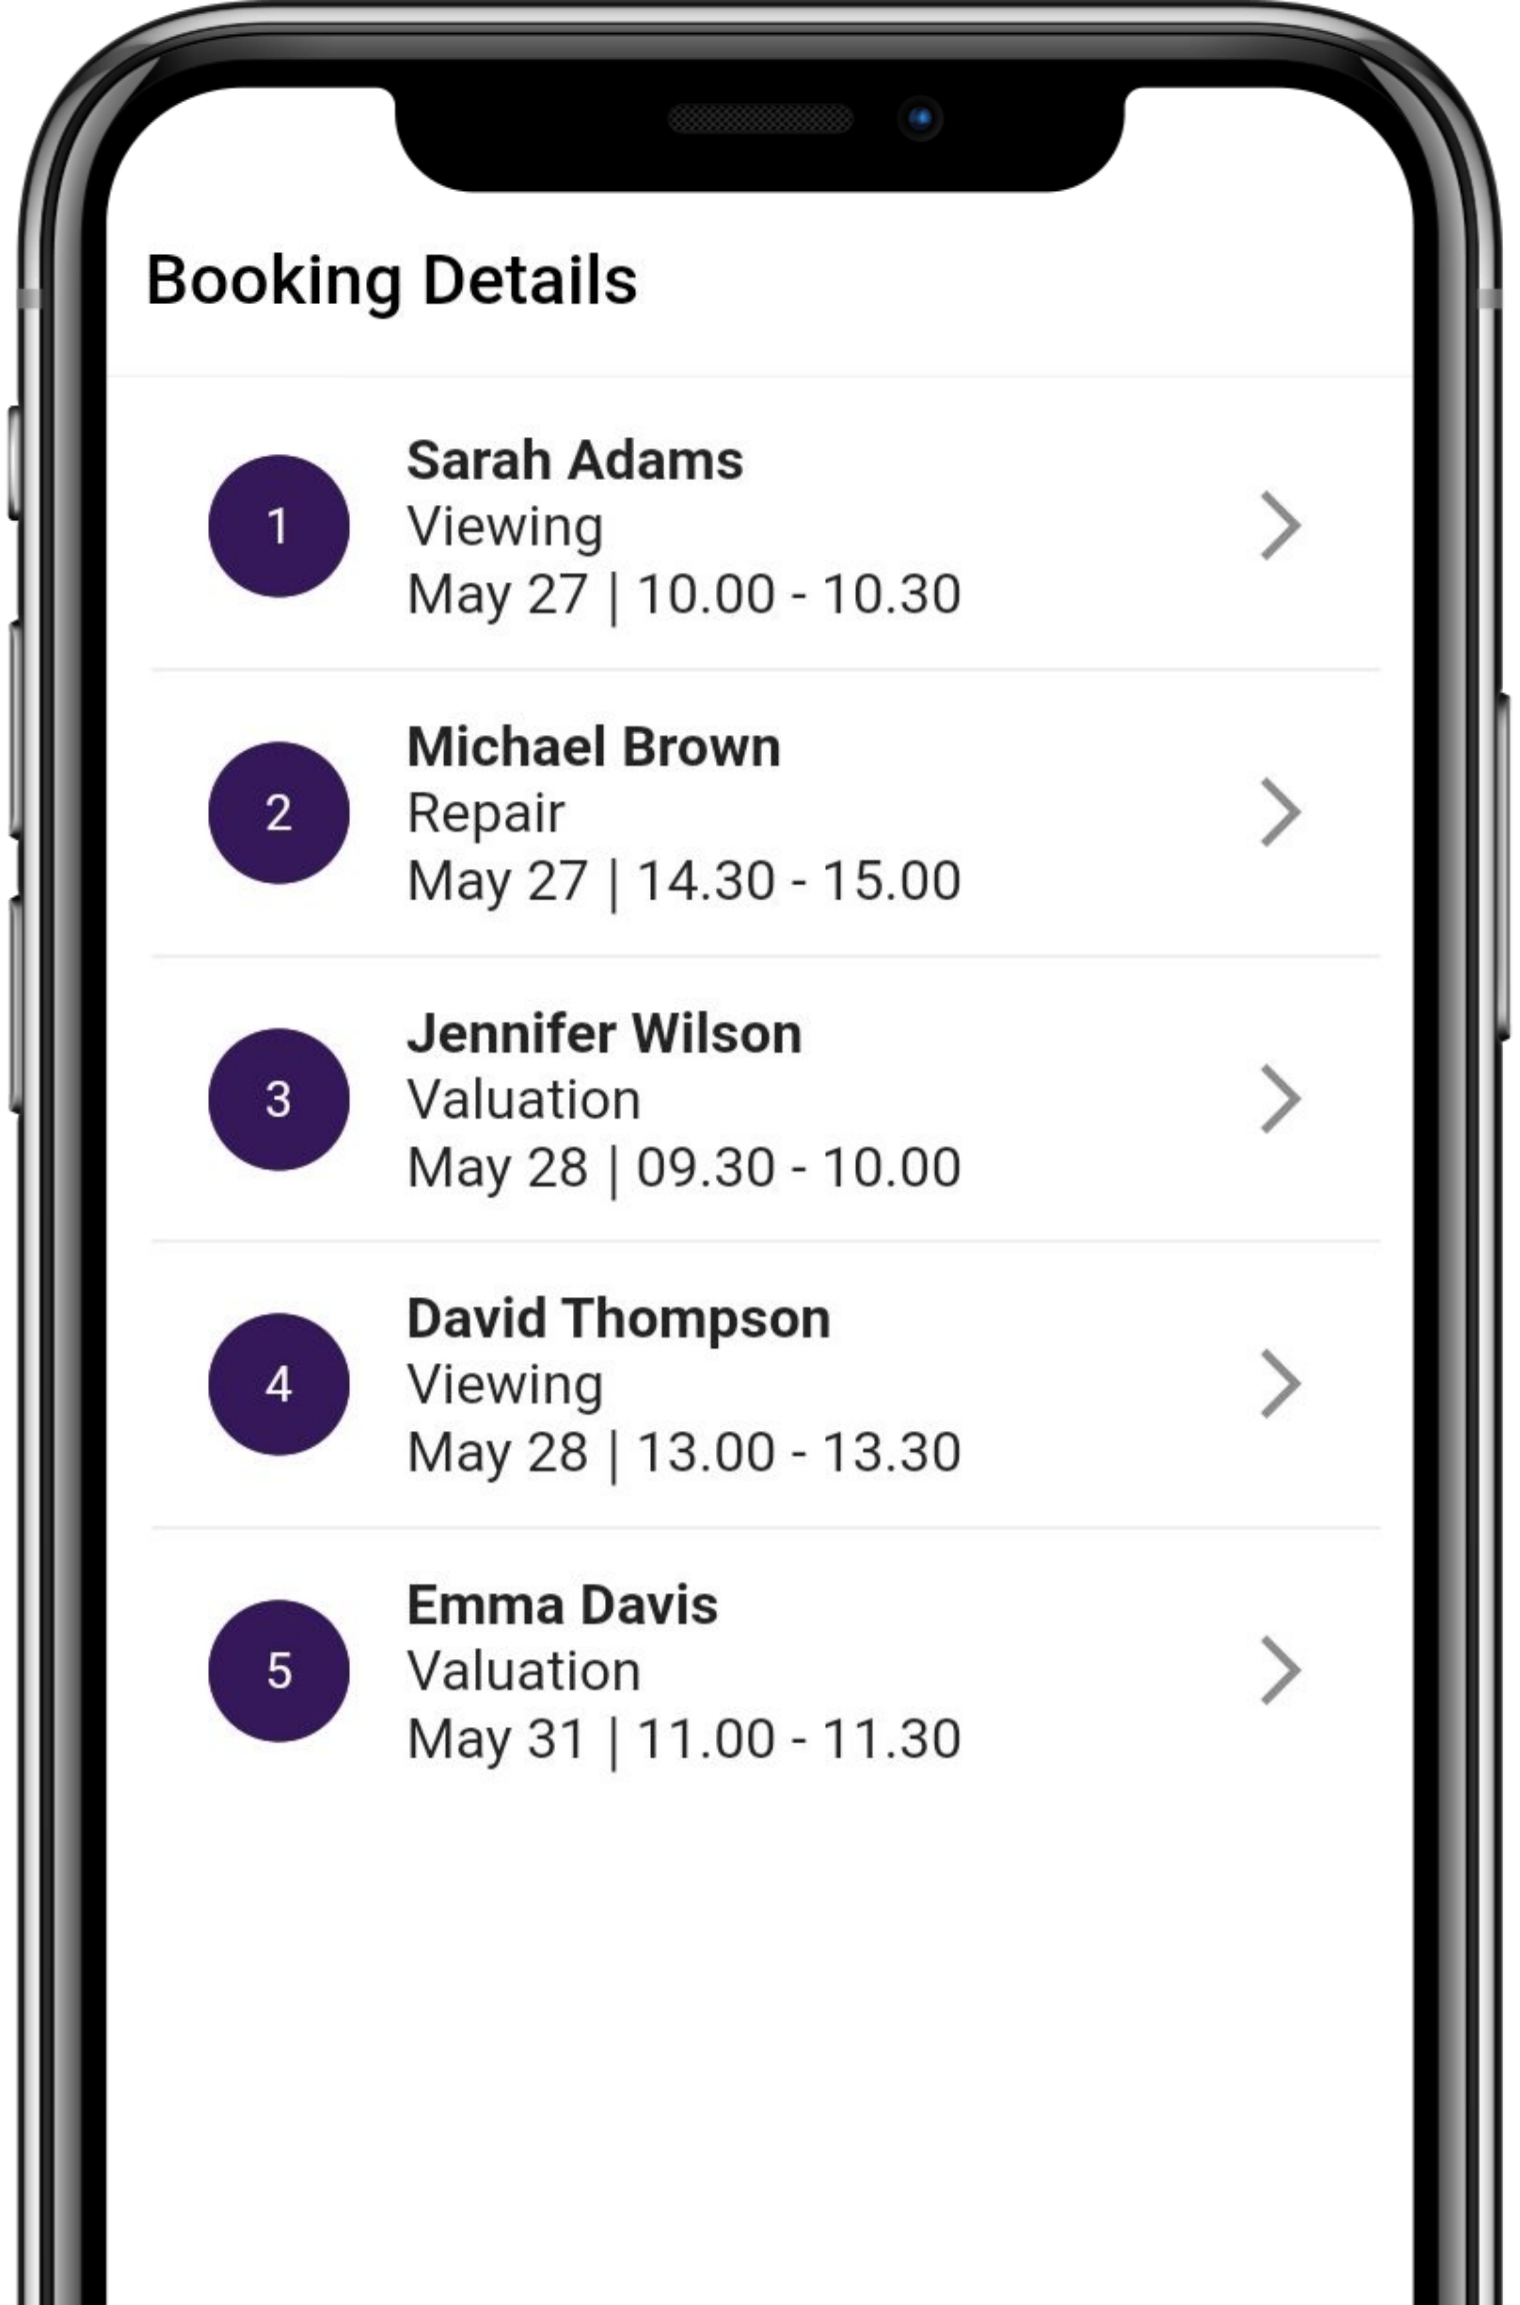 Booking Details
1
Sarah Adams
Viewing
May 27 | 10.00 - 10.30
2
Michael Brown
Repair
May 27 | 14.30 - 15.00
3
Jennifer Wilson
Valuation
May 28 | 09.30 - 10.00
4
David Thompson
Viewing
May 28 | 13.00 - 13.30
5
Emma Davis
Valuation
May 31 | 11.00 - 11.30